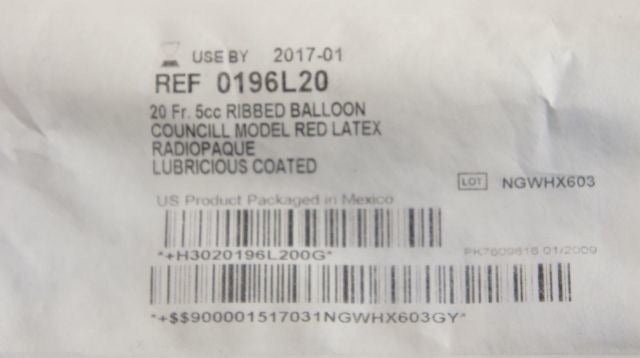 USE BY 2017-01
REF 0196L20
20 Fr. 5cc RIBBED BALLOON
COUNCILL MODEL RED LATEX
RADIOPAQUE
LUBRICIOUS COATED
LOT NGWHX603
US Product Packaged in Mexico
*+H3020196L200G*
PK7609616 01/2009
*+$$900001517031NGWHX603GY*